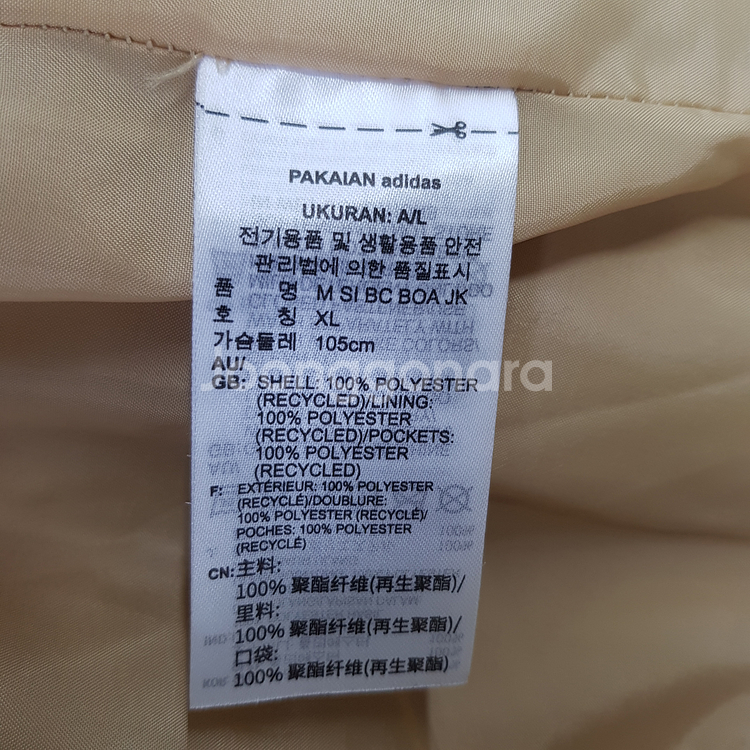 PAKAIAN adidas
UKURAN: A/L
전기용품 및 생활용품 안전
관리법에 의한 품질표시
품 명 M SI BC BOA JK
호 칭 XL
가슴둘레 105cm
AU/
GB: SHELL: 100% POLYESTER
(RECYCLED)/LINING:
100% POLYESTER
(RECYCLED)/POCKETS:
100% POLYESTER
(RECYCLED)
F: EXTÉRIEUR: 100% POLYESTER
(RECYCLÉ)/DOUBLURE:
100% POLYESTER (RECYCLÉ)/
POCHES: 100% POLYESTER
(RECYCLÉ)
CN: 主料:
100% 聚酯纤维(再生聚酯)/
里料:
100% 聚酯纤维(再生聚酯)/
口袋:
100% 聚酯纤维(再生聚酯)
joonggonara